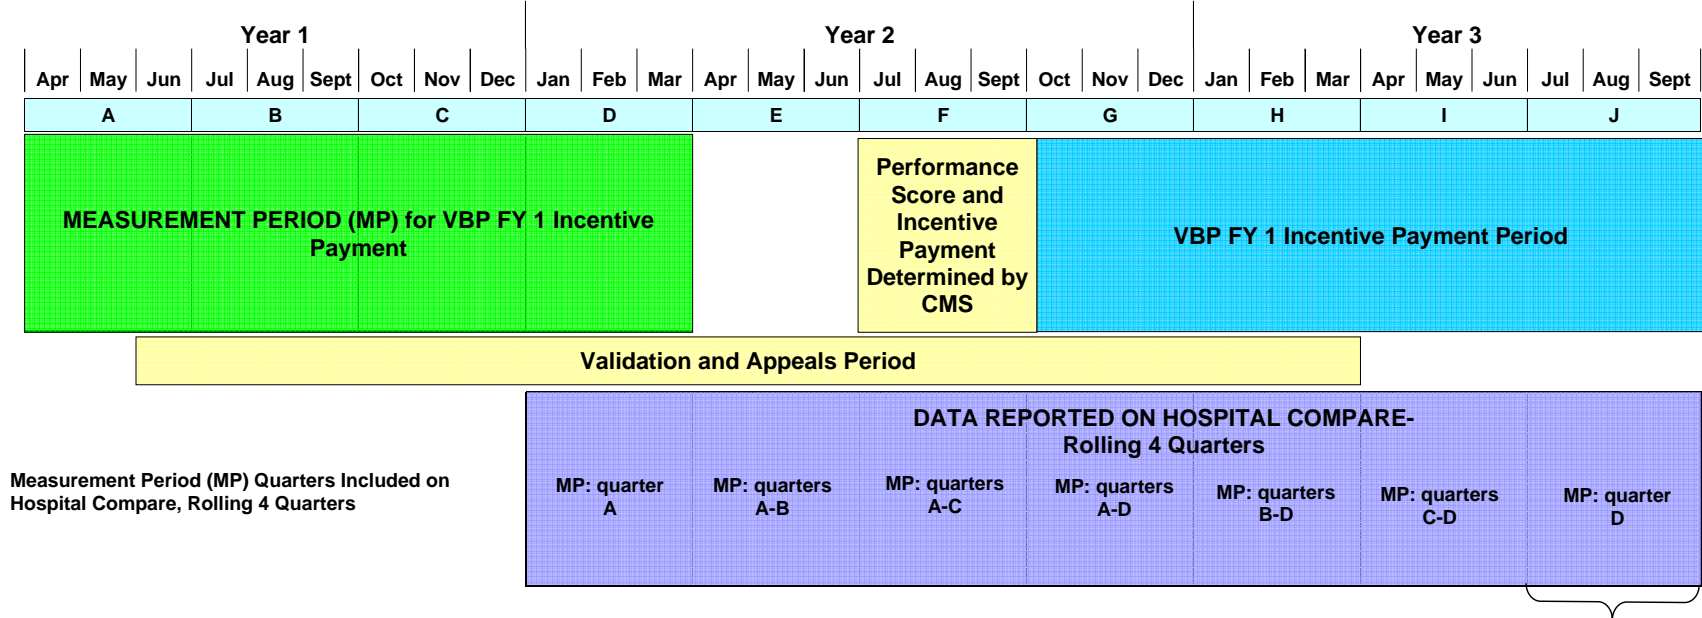 Year 1 Year 2 Year 3
Apr May Jun Jul Aug Sept Oct Nov Dec Jan Feb Mar Apr May Jun Jul Aug Sept Oct Nov Dec Jan Feb Mar Apr May Jun Jul Aug Sept
A B C D E F G H I J
MEASUREMENT PERIOD (MP) for VBP FY 1 Incentive
Payment
Performance
Score and
Incentive
Payment
Determined by
CMS
VBP FY 1 Incentive Payment Period
Validation and Appeals Period
DATA REPORTED ON HOSPITAL COMPARE-
Rolling 4 Quarters
Measurement Period (MP) Quarters Included on
Hospital Compare, Rolling 4 Quarters
MP: quarter
A
MP: quarters
A-B
MP: quarters
A-C
MP: quarters
A-D
MP: quarters
B-D
MP: quarters
C-D
MP: quarter
D